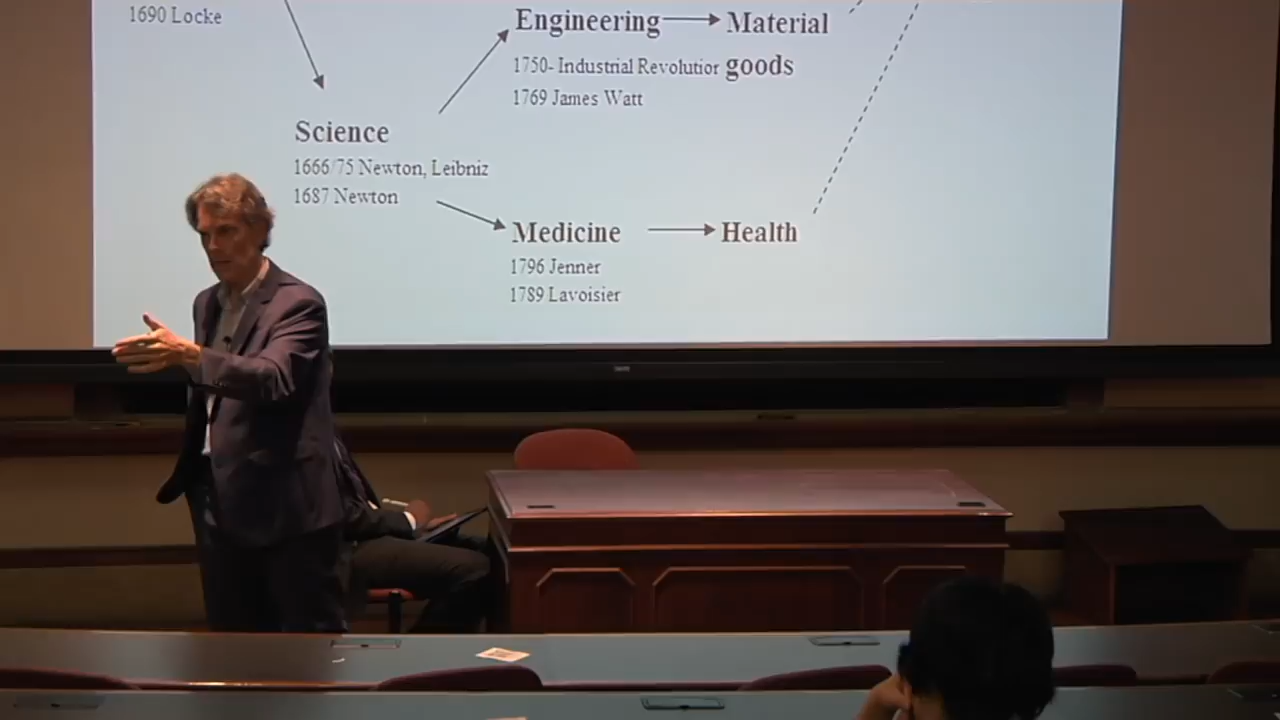 1690 Locke
Engineering
Material
goods
1750- Industrial Revolutior
1769 James Watt
Science
1666/75 Newton, Leibniz
1687 Newton
Medicine
Health
1796 Jenner
1789 Lavoisier